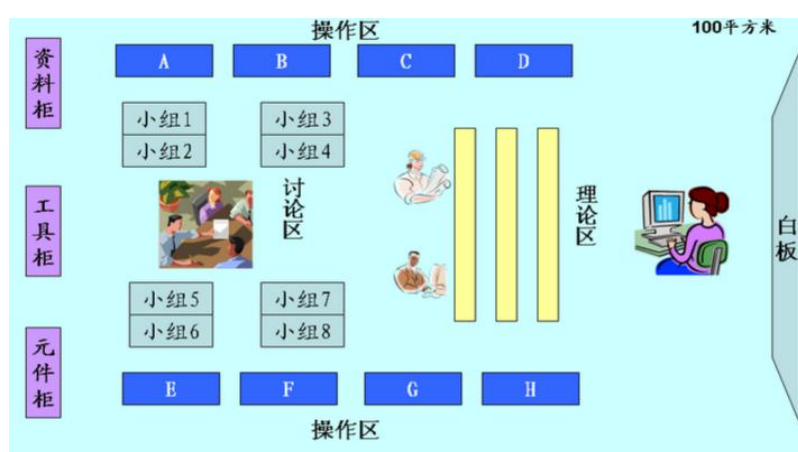 操作区
100平方米
A
B
C
D
资料柜
小组1
小组2
小组3
小组4
工具柜
讨论区
理论区
白板
小组5
小组6
小组7
小组8
元件柜
E
F
G
H
操作区